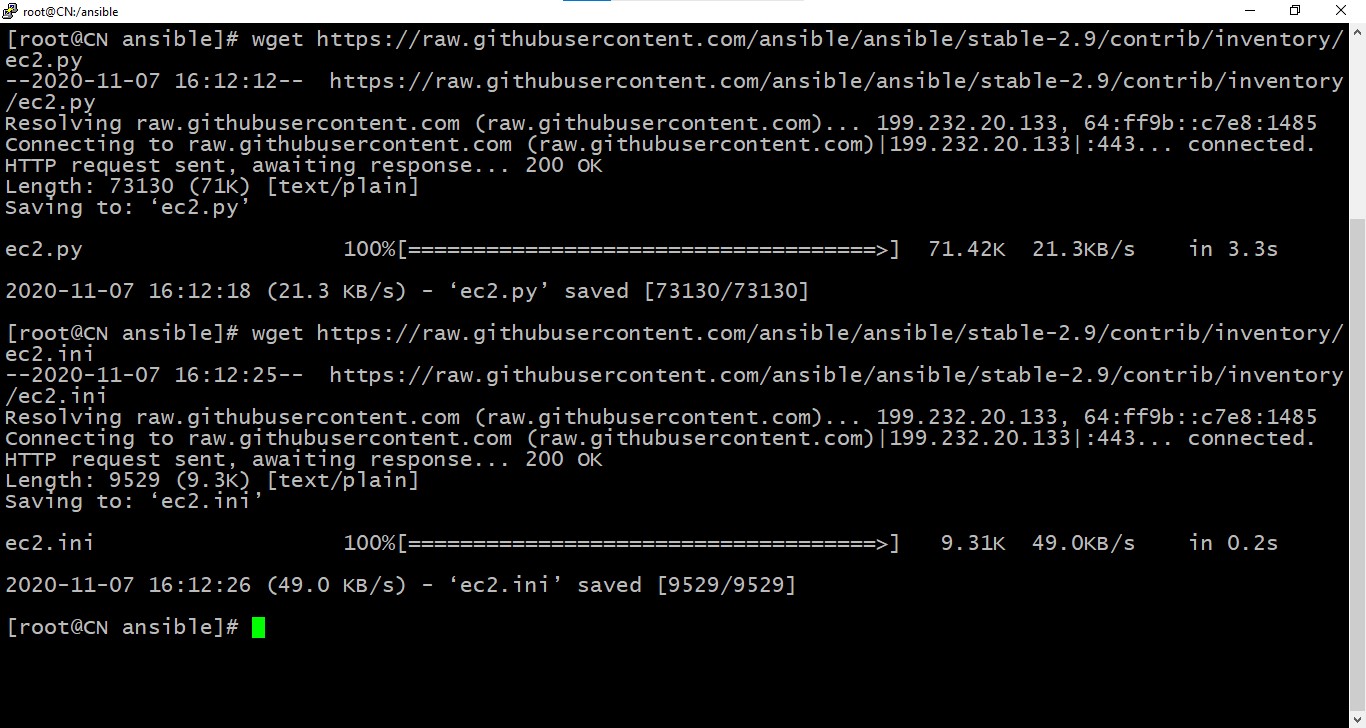 root@CN:/ansible
[root@CN ansible]# wget https://raw.githubusercontent.com/ansible/ansible/stable-2.9/contrib/inventory/
ec2.py
--2020-11-07 16:12:12--  https://raw.githubusercontent.com/ansible/ansible/stable-2.9/contrib/inventory
/ec2.py
Resolving raw.githubusercontent.com (raw.githubusercontent.com)... 199.232.20.133, 64:ff9b::c7e8:1485
Connecting to raw.githubusercontent.com (raw.githubusercontent.com)|199.232.20.133|:443... connected.
HTTP request sent, awaiting response... 200 OK
Length: 73130 (71K) [text/plain]
Saving to: ‘ec2.py’
ec2.py                    100%[====================================>]  71.42K  21.3KB/s    in 3.3s
2020-11-07 16:12:18 (21.3 KB/s) - ‘ec2.py’ saved [73130/73130]
[root@CN ansible]# wget https://raw.githubusercontent.com/ansible/ansible/stable-2.9/contrib/inventory/
ec2.ini
--2020-11-07 16:12:25--  https://raw.githubusercontent.com/ansible/ansible/stable-2.9/contrib/inventory
/ec2.ini
Resolving raw.githubusercontent.com (raw.githubusercontent.com)... 199.232.20.133, 64:ff9b::c7e8:1485
Connecting to raw.githubusercontent.com (raw.githubusercontent.com)|199.232.20.133|:443... connected.
HTTP request sent, awaiting response... 200 OK
Length: 9529 (9.3K) [text/plain]
Saving to: ‘ec2.ini’
ec2.ini                   100%[====================================>]   9.31K  49.0KB/s    in 0.2s
2020-11-07 16:12:26 (49.0 KB/s) - ‘ec2.ini’ saved [9529/9529]
[root@CN ansible]#